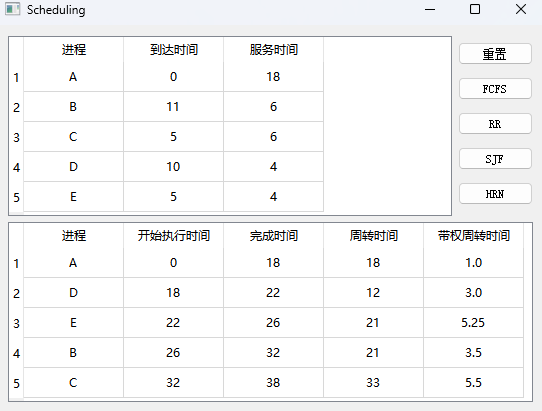 Scheduling
进程 到达时间 服务时间
1 A 0 18
2 B 11 6
3 C 5 6
4 D 10 4
5 E 5 4
重置
FCFS
RR
SJF
HRN
进程 开始执行时间 完成时间 周转时间 带权周转时间
1 A 0 18 18 1.0
2 D 18 22 12 3.0
3 E 22 26 21 5.25
4 B 26 32 21 3.5
5 C 32 38 33 5.5